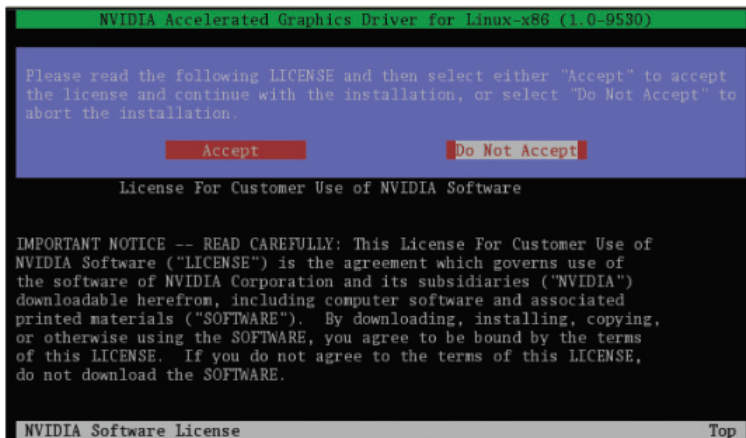 NVIDIA Accelerated Graphics Driver for Linux-x86 (1.0-9530)
Please read the following LICENSE and then select either "Accept" to accept
the license and continue with the installation, or select "Do Not Accept" to
abort the installation.
Accept Do Not Accept
License For Customer Use of NVIDIA Software
IMPORTANT NOTICE -- READ CAREFULLY: This License For Customer Use of
NVIDIA Software ("LICENSE") is the agreement which governs use of
the software of NVIDIA Corporation and its subsidiaries ("NVIDIA")
downloadable herefrom, including computer software and associated
printed materials ("SOFTWARE"). By downloading, installing, copying,
or otherwise using the SOFTWARE, you agree to be bound by the terms
of this LICENSE. If you do not agree to the terms of this LICENSE,
do not download the SOFTWARE.
NVIDIA Software License Top